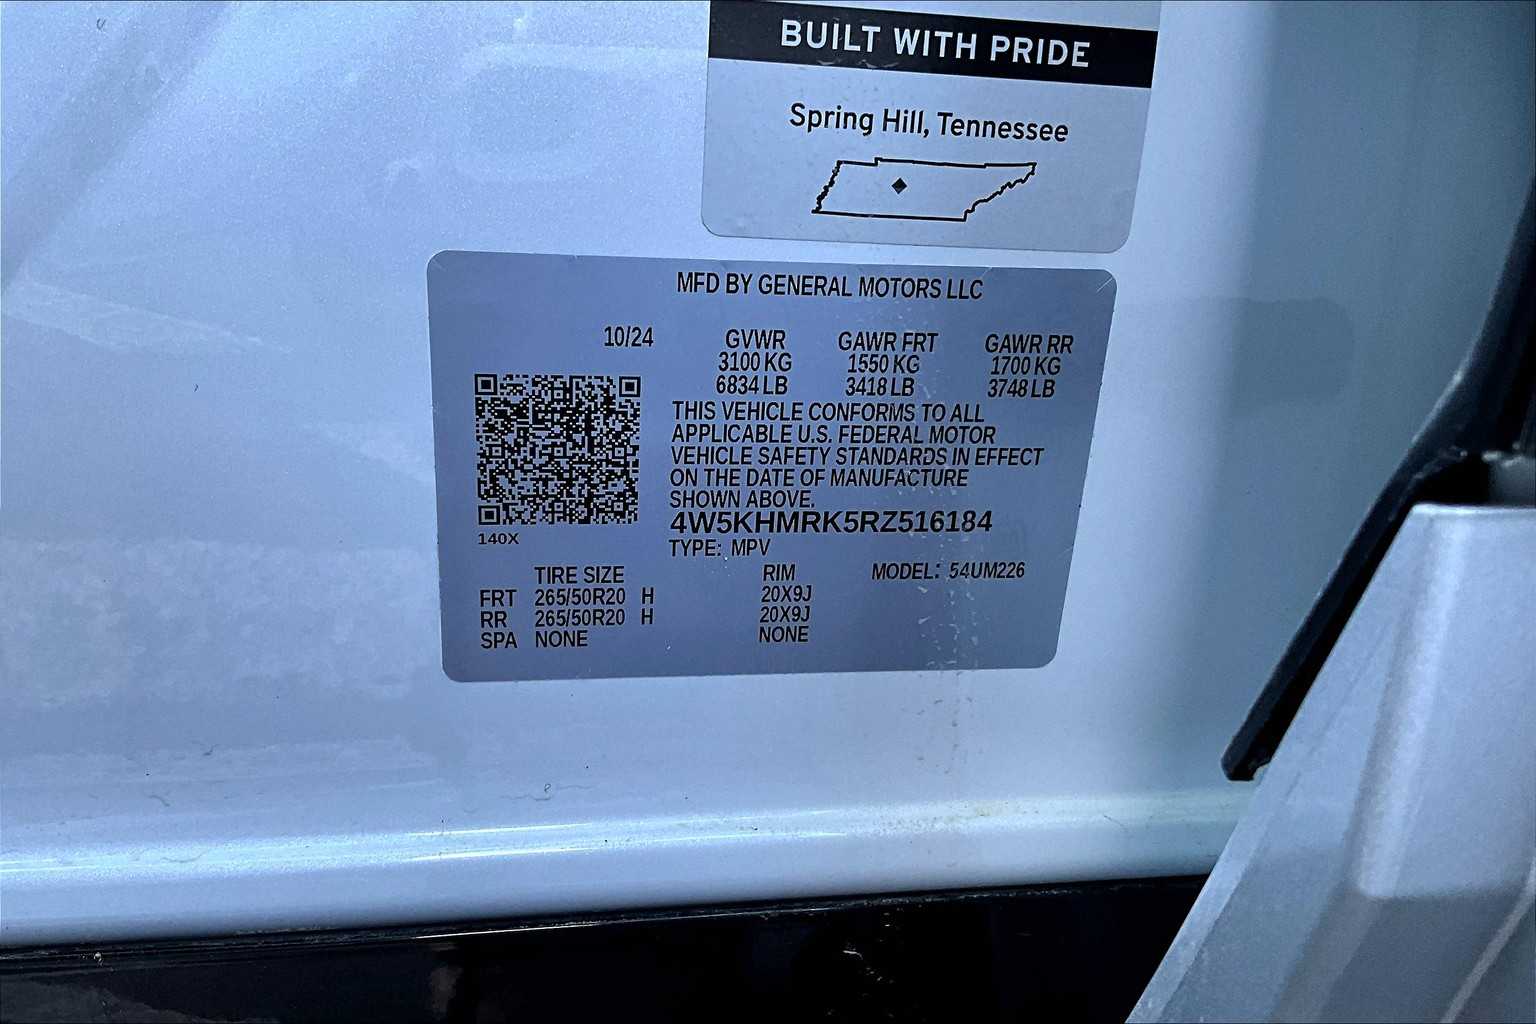 BUILT WITH PRIDE
Spring Hill, Tennessee
MFD BY GENERAL MOTORS LLC
10/24 GVWR GAWR FRT GAWR RR
3100 KG 1550 KG 1700 KG
6834 LB 3418 LB 3748 LB
THIS VEHICLE CONFORMS TO ALL
APPLICABLE U.S. FEDERAL MOTOR
VEHICLE SAFETY STANDARDS IN EFFECT
ON THE DATE OF MANUFACTURE
SHOWN ABOVE.
4W5KHMRK5RZ516184
140X
TYPE: MPV
TIRE SIZE RIM MODEL: 54UM226
FRT 265/50R20 H 20X9J
RR 265/50R20 H 20X9J
SPA NONE NONE